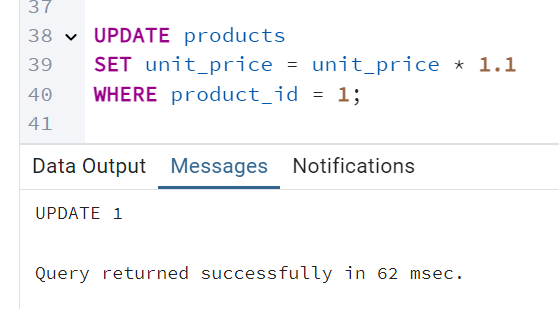 37
38 UPDATE products
39 SET unit_price = unit_price * 1.1
40 WHERE product_id = 1;
41
Data Output Messages Notifications
UPDATE 1
Query returned successfully in 62 msec.